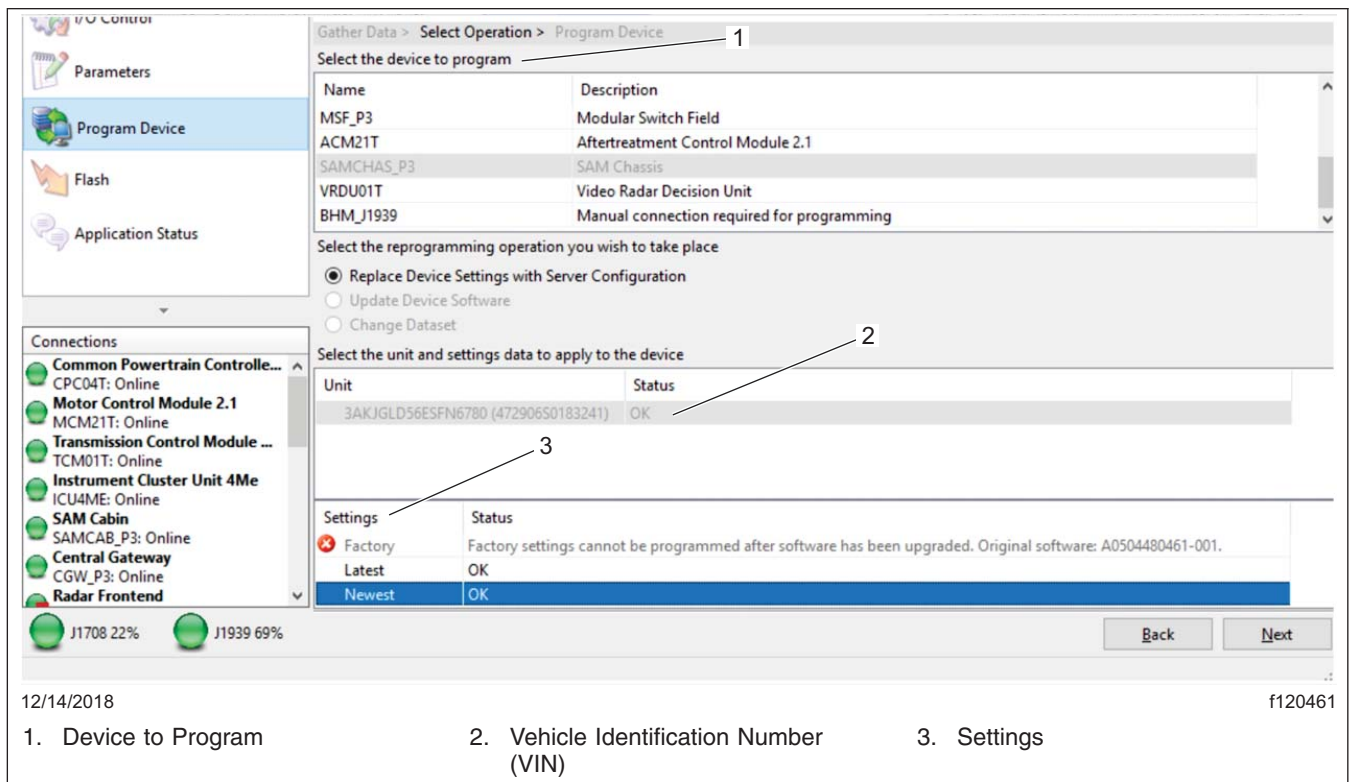 I/O Control
Parameters
Program Device
Flash
Application Status
Gather Data > Select Operation > Program Device
1
Select the device to program
Name Description
MSF_P3 Modular Switch Field
ACM21T Aftertreatment Control Module 2.1
SAMCHAS_P3 SAM Chassis
VRDU01T Video Radar Decision Unit
BHM_J1939 Manual connection required for programming
Select the reprogramming operation you wish to take place
Replace Device Settings with Server Configuration
Update Device Software
Change Dataset
2
Select the unit and settings data to apply to the device
Unit Status
3AKJGLD56ESFN6780 (472906S0183241) OK
3
Settings Status
Factory Factory settings cannot be programmed after software has been upgraded. Original software: A0504480461-001.
Latest OK
Newest OK
Connections
Common Powertrain Controlle...
CPC04T: Online
Motor Control Module 2.1
MCM21T: Online
Transmission Control Module ...
TCM01T: Online
Instrument Cluster Unit 4Me
ICU4ME: Online
SAM Cabin
SAMCAB_P3: Online
Central Gateway
CGW_P3: Online
Radar Frontend
J1708 22% J1939 69%
Back Next
12/14/2018 f120461
1. Device to Program
2. Vehicle Identification Number
(VIN)
3. Settings